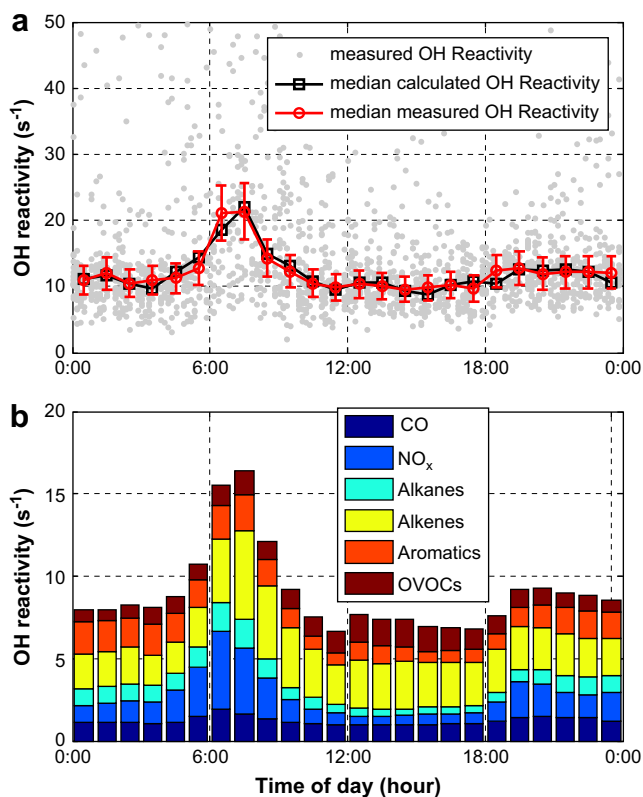 a
50
40
30
20
10
0
OH reactivity (s⁻¹)
measured OH Reactivity
median calculated OH Reactivity
median measured OH Reactivity
0:00 6:00 12:00 18:00 0:00
b
20
15
10
5
0
OH reactivity (s⁻¹)
CO
NOₓ
Alkanes
Alkenes
Aromatics
OVOCs
0:00 6:00 12:00 18:00 0:00
Time of day (hour)